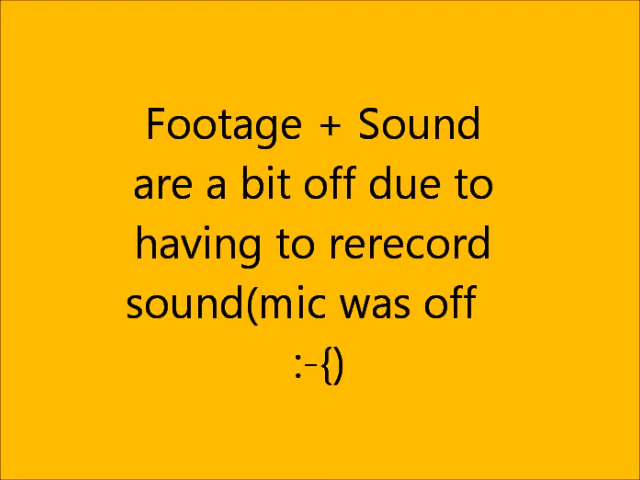 Footage + Sound
are a bit off due to
having to rerecord
sound(mic was off
:-{)